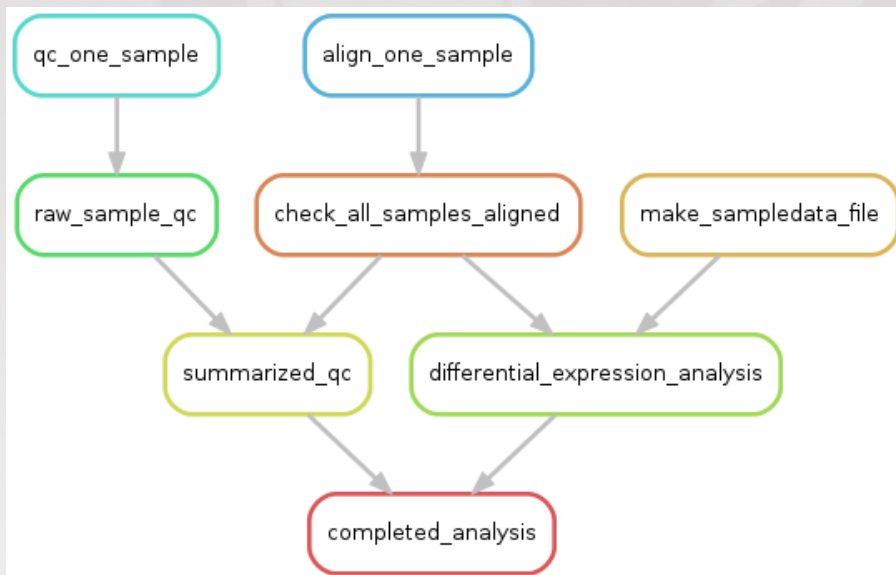 qc_one_sample
align_one_sample
raw_sample_qc
check_all_samples_aligned
make_sampledata_file
summarized_qc
differential_expression_analysis
completed_analysis